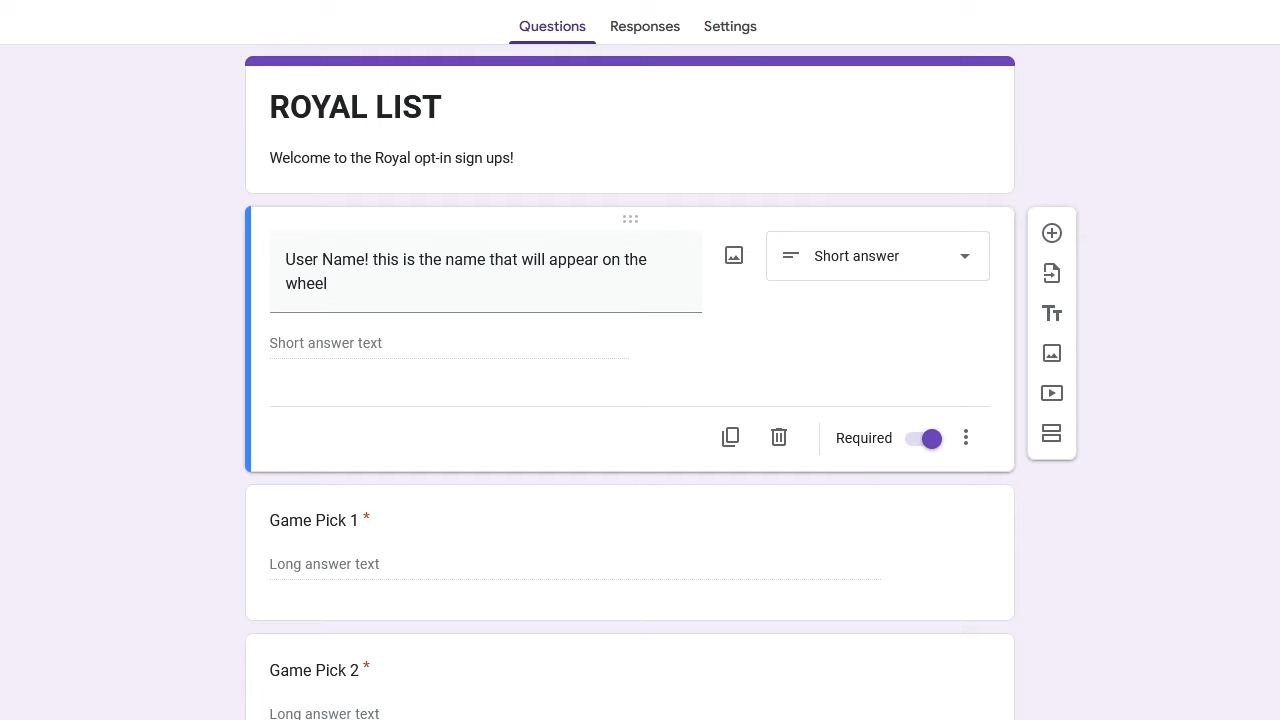 Questions Responses Settings
ROYAL LIST
Welcome to the Royal opt-in sign ups!
User Name! this is the name that will appear on the
wheel
Short answer
Short answer text
Required
Game Pick 1 *
Long answer text
Game Pick 2 *
Long answer text